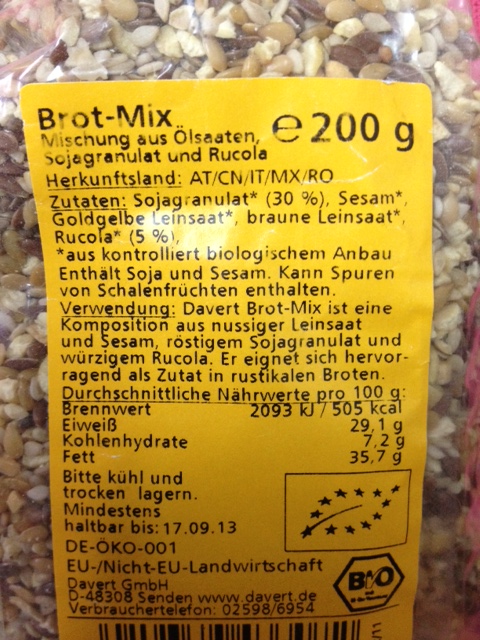 Brot-Mix
Mischung aus Ölsaaten,
Sojagranulat und Rucola
e 200 g
Herkunftsland: AT/CN/IT/MX/RO
Zutaten: Sojagranulat* (30 %), Sesam*,
Goldgelbe Leinsaat*, braune Leinsaat*,
Rucola* (5 %),
*aus kontrolliert biologischem Anbau
Enthält Soja und Sesam. Kann Spuren
von Schalenfrüchten enthalten.
Verwendung: Davert Brot-Mix ist eine
Komposition aus nussiger Leinsaat
und Sesam, röstigem Sojagranulat und
würzigem Rucola. Er eignet sich hervor-
ragend als Zutat in rustikalen Broten.
Durchschnittliche Nährwerte pro 100 g:
Brennwert 2093 kJ / 505 kcal
Eiweiß 29,1 g
Kohlenhydrate 7,2 g
Fett 35,7 g
Bitte kühl und
trocken lagern.
Mindestens
haltbar bis: 17.09.13
DE-ÖKO-001
EU-/Nicht-EU-Landwirtschaft
Davert GmbH
D-48308 Senden www.davert.de
Verbrauchertelefon: 02598/6954
BIO